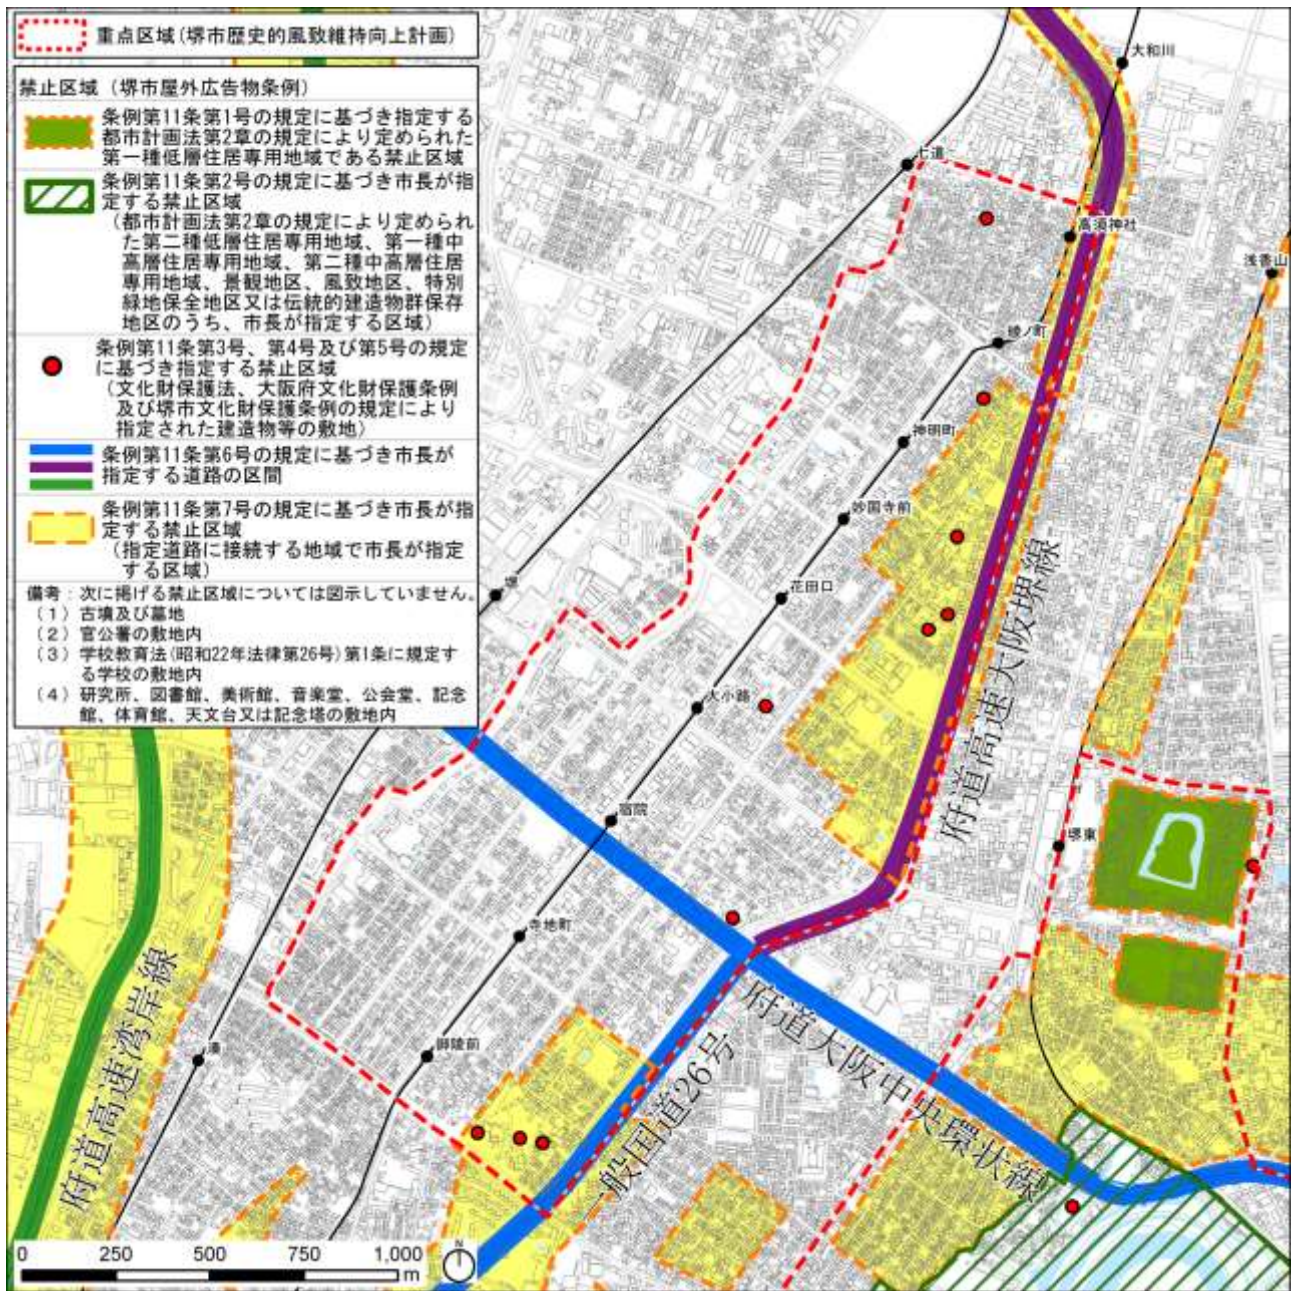 重点区域(堺市歴史的風致維持向上計画)
禁止区域（堺市屋外広告物条例）
条例第11条第1号の規定に基づき指定する
都市計画法第2章の規定により定められた
第一種低層住居専用地域である禁止区域
条例第11条第2号の規定に基づき市長が指
定する禁止区域
（都市計画法第2章の規定により定められ
た第二種低層住居専用地域、第一種中
高層住居専用地域、第二種中高層住居
専用地域、景観地区、風致地区、特別
緑地保全地区又は伝統的建造物群保存
地区のうち、市長が指定する区域）
条例第11条第3号、第4号及び第5号の規定
に基づき指定する禁止区域
（文化財保護法、大阪府文化財保護条例
及び堺市文化財保護条例の規定により
指定された建造物等の敷地）
条例第11条第6号の規定に基づき市長が
指定する道路の区間
条例第11条第7号の規定に基づき市長が指
定する禁止区域
（指定道路に接続する地域で市長が指定
する区域）
備考：次に掲げる禁止区域については図示していません。
（1）古墳及び墓地
（2）官公署の敷地内
（3）学校教育法(昭和22年法律第26号)第1条に規定す
る学校の敷地内
（4）研究所、図書館、美術館、音楽堂、公会堂、記念
館、体育館、天文台又は記念塔の敷地内
大和川
七道
高須神社
浅香山
綾ノ町
神明町
妙国寺前
花田口
堺
大小路
府道高速大阪堺線
宿院
堺東
寺地町
府道高速湾岸線
湊
御陵前
一般国道26号
府道大阪中央環状線
0 250 500 750 1,000
m
N